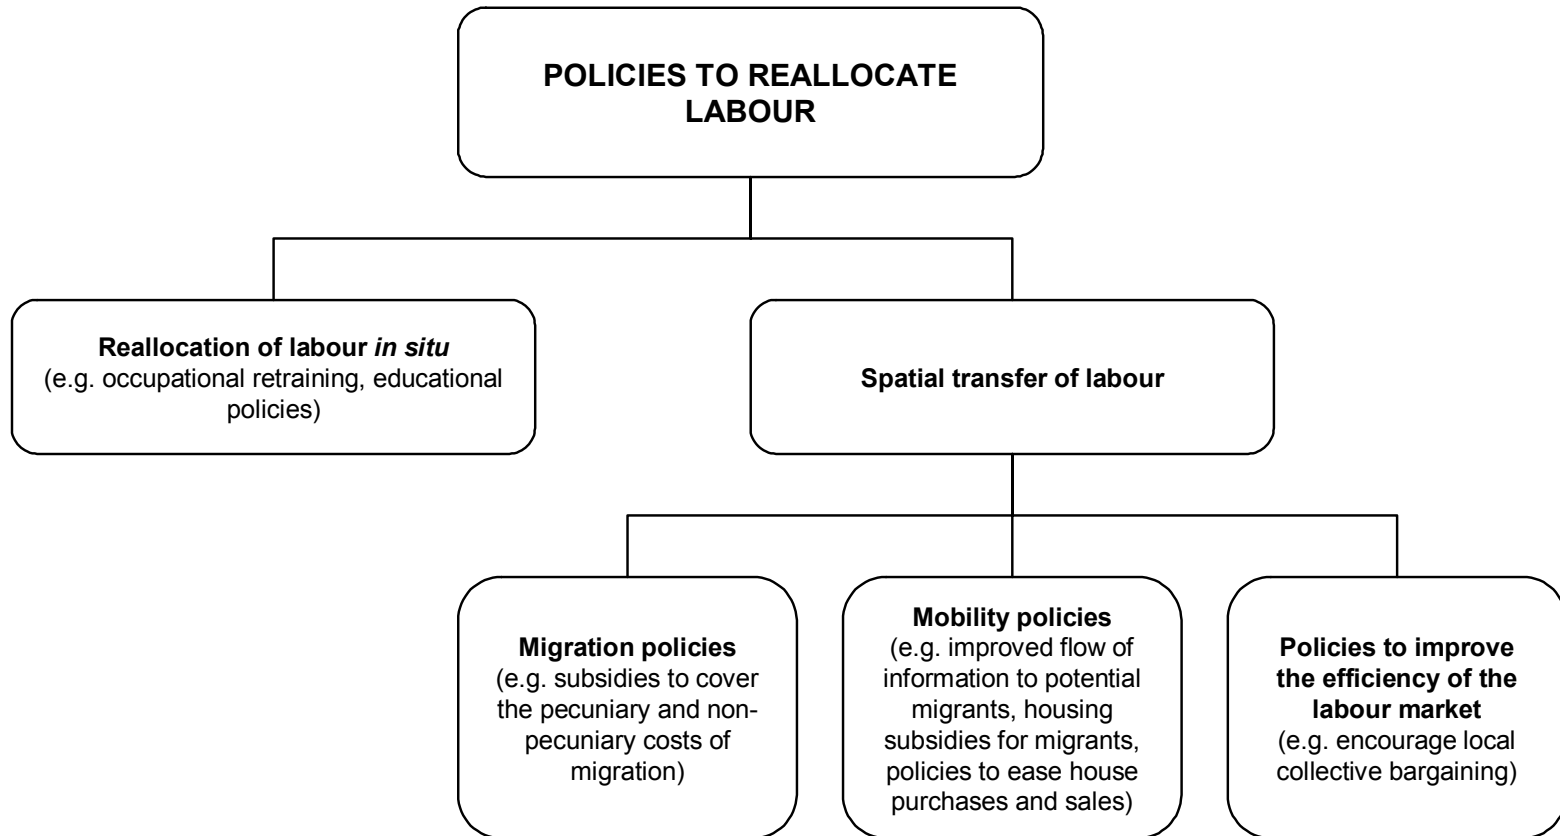 POLICIES TO REALLOCATE
LABOUR
Reallocation of labour in situ
(e.g. occupational retraining, educational
policies)
Spatial transfer of labour
Migration policies
(e.g. subsidies to cover
the pecuniary and non-
pecuniary costs of
migration)
Mobility policies
(e.g. improved flow of
information to potential
migrants, housing
subsidies for migrants,
policies to ease house
purchases and sales)
Policies to improve
the efficiency of the
labour market
(e.g. encourage local
collective bargaining)